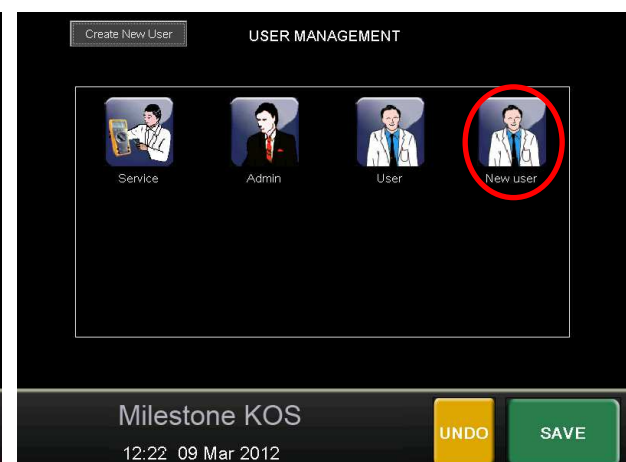 Create New User
USER MANAGEMENT
Service
Admin
User
New user
Milestone KOS
UNDO
SAVE
12:22 09 Mar 2012